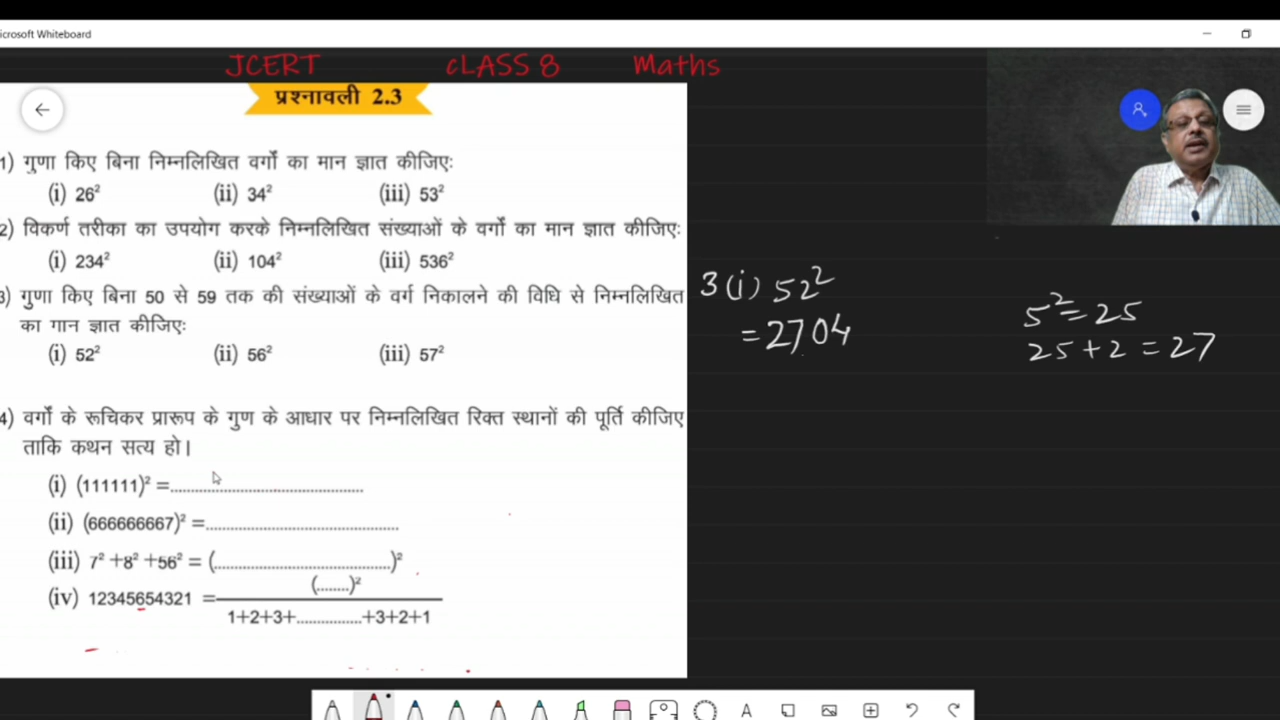 icrosoft Whiteboard
JCERT cLASS 8 Maths
प्रश्नावली 2.3
1) गुणा किए बिना निम्नलिखित वर्गों का मान ज्ञात कीजिए:
(i) 26² (ii) 34² (iii) 53²
2) विकर्ण तरीका का उपयोग करके निम्नलिखित संख्याओं के वर्गों का मान ज्ञात कीजिए:
(i) 234² (ii) 104² (iii) 536²
3) गुणा किए बिना 50 से 59 तक की संख्याओं के वर्ग निकालने की विधि से निम्नलिखित
का गान ज्ञात कीजिए:
(i) 52² (ii) 56² (iii) 57²
4) वर्गों के रूचिकर प्रारूप के गुण के आधार पर निम्नलिखित रिक्त स्थानों की पूर्ति कीजिए
ताकि कथन सत्य हो।
(i) (111111)² =................................................
(ii) (666666667)² =................................................
(iii) 7² +8² +56² = (............................................)²
(........)²
(iv) 12345654321 =
1+2+3+................+3+2+1
3 (i) 52²
= 2704
5² = 25
25 + 2 = 27
A